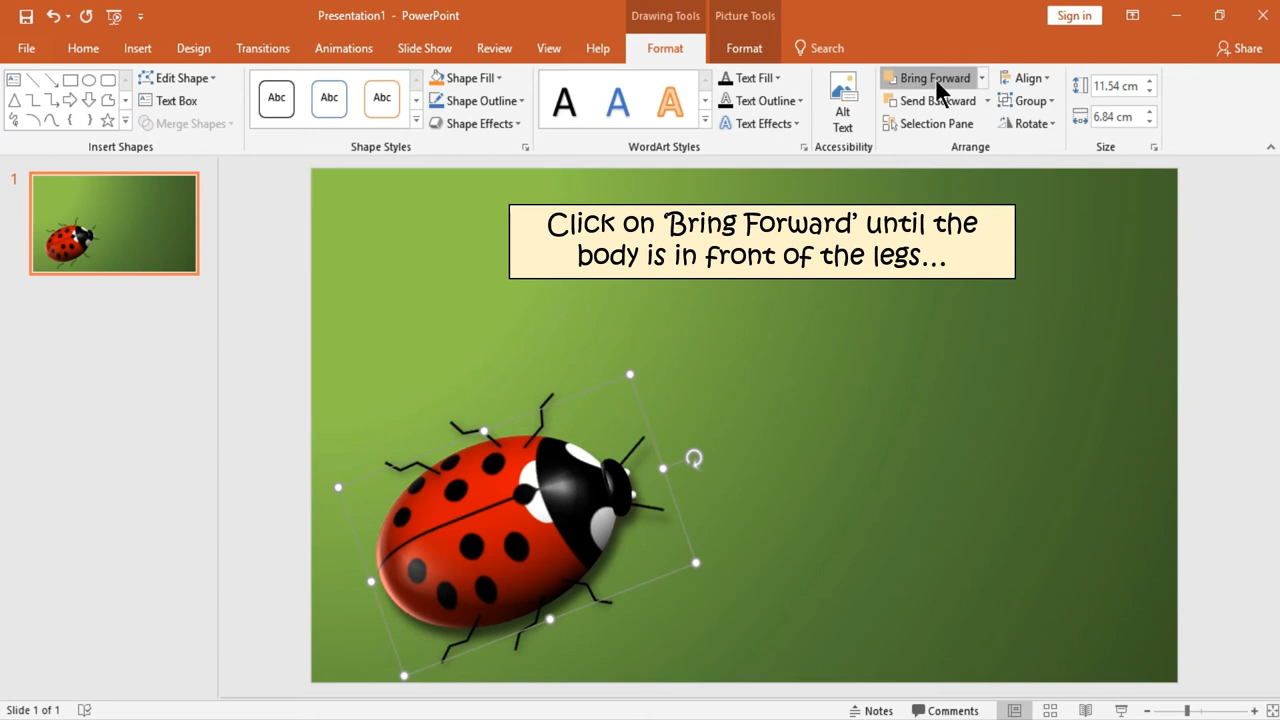 Presentation1 - PowerPoint
Drawing Tools
Picture Tools
Sign in
File
Home
Insert
Design
Transitions
Animations
Slide Show
Review
View
Help
Format
Format
Search
Share
Edit Shape
Text Box
Merge Shapes
Insert Shapes
Abc
Abc
Abc
Shape Fill
Shape Outline
Shape Effects
Shape Styles
A
A
A
Text Fill
Text Outline
Text Effects
WordArt Styles
Alt
Text
Accessibility
Bring Forward
Send Backward
Selection Pane
Align
Group
Rotate
Arrange
11.54 cm
6.84 cm
Size
1
Click on ‘Bring Forward’ until the
body is in front of the legs...
Slide 1 of 1
Notes
Comments